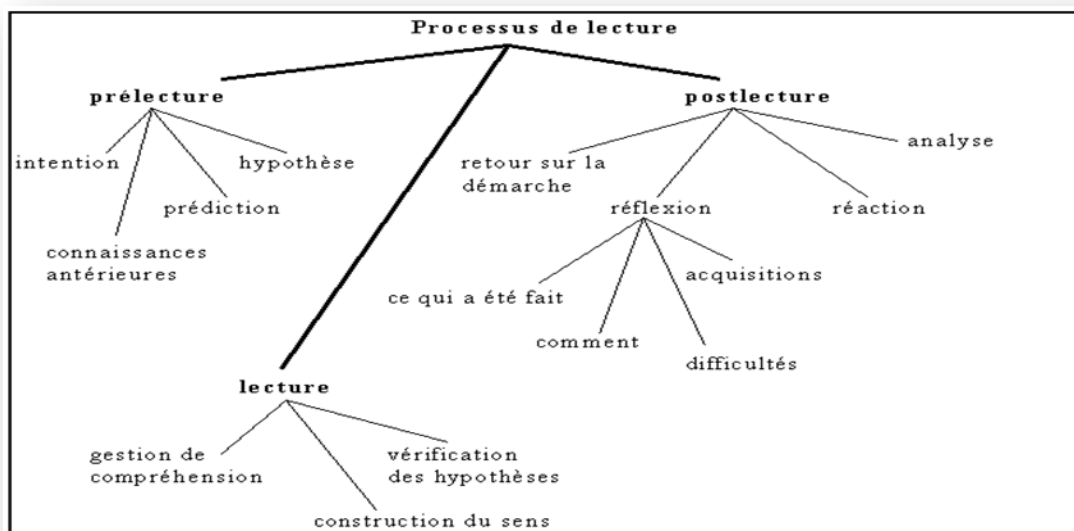 Processus de lecture
prélecture
intention
hypothèse
prédiction
connaissances
antérieures
lecture
gestion de
compréhension
vérification
des hypothèses
construction du sens
postlecture
retour sur la
démarche
réflexion
réaction
analyse
ce qui a été fait
comment
difficultés
acquisitions